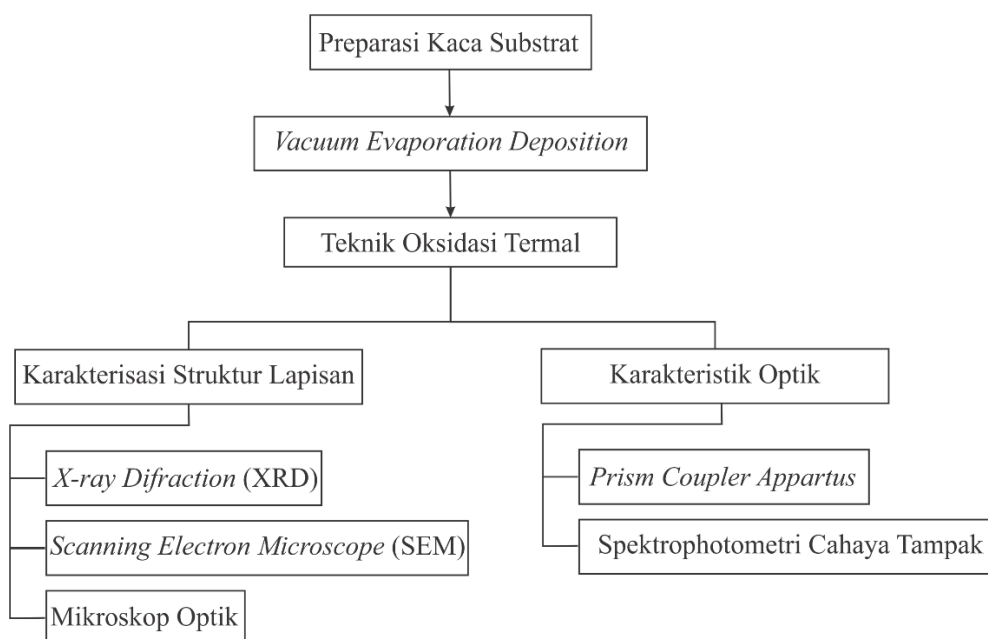 Preparasi Kaca Substrat
Vacuum Evaporation Deposition
Teknik Oksidasi Termal
Karakterisasi Struktur Lapisan
X-ray Difraction (XRD)
Scanning Electron Microscope (SEM)
Mikroskop Optik
Karakteristik Optik
Prism Coupler Appartus
Spektrophotometri Cahaya Tampak